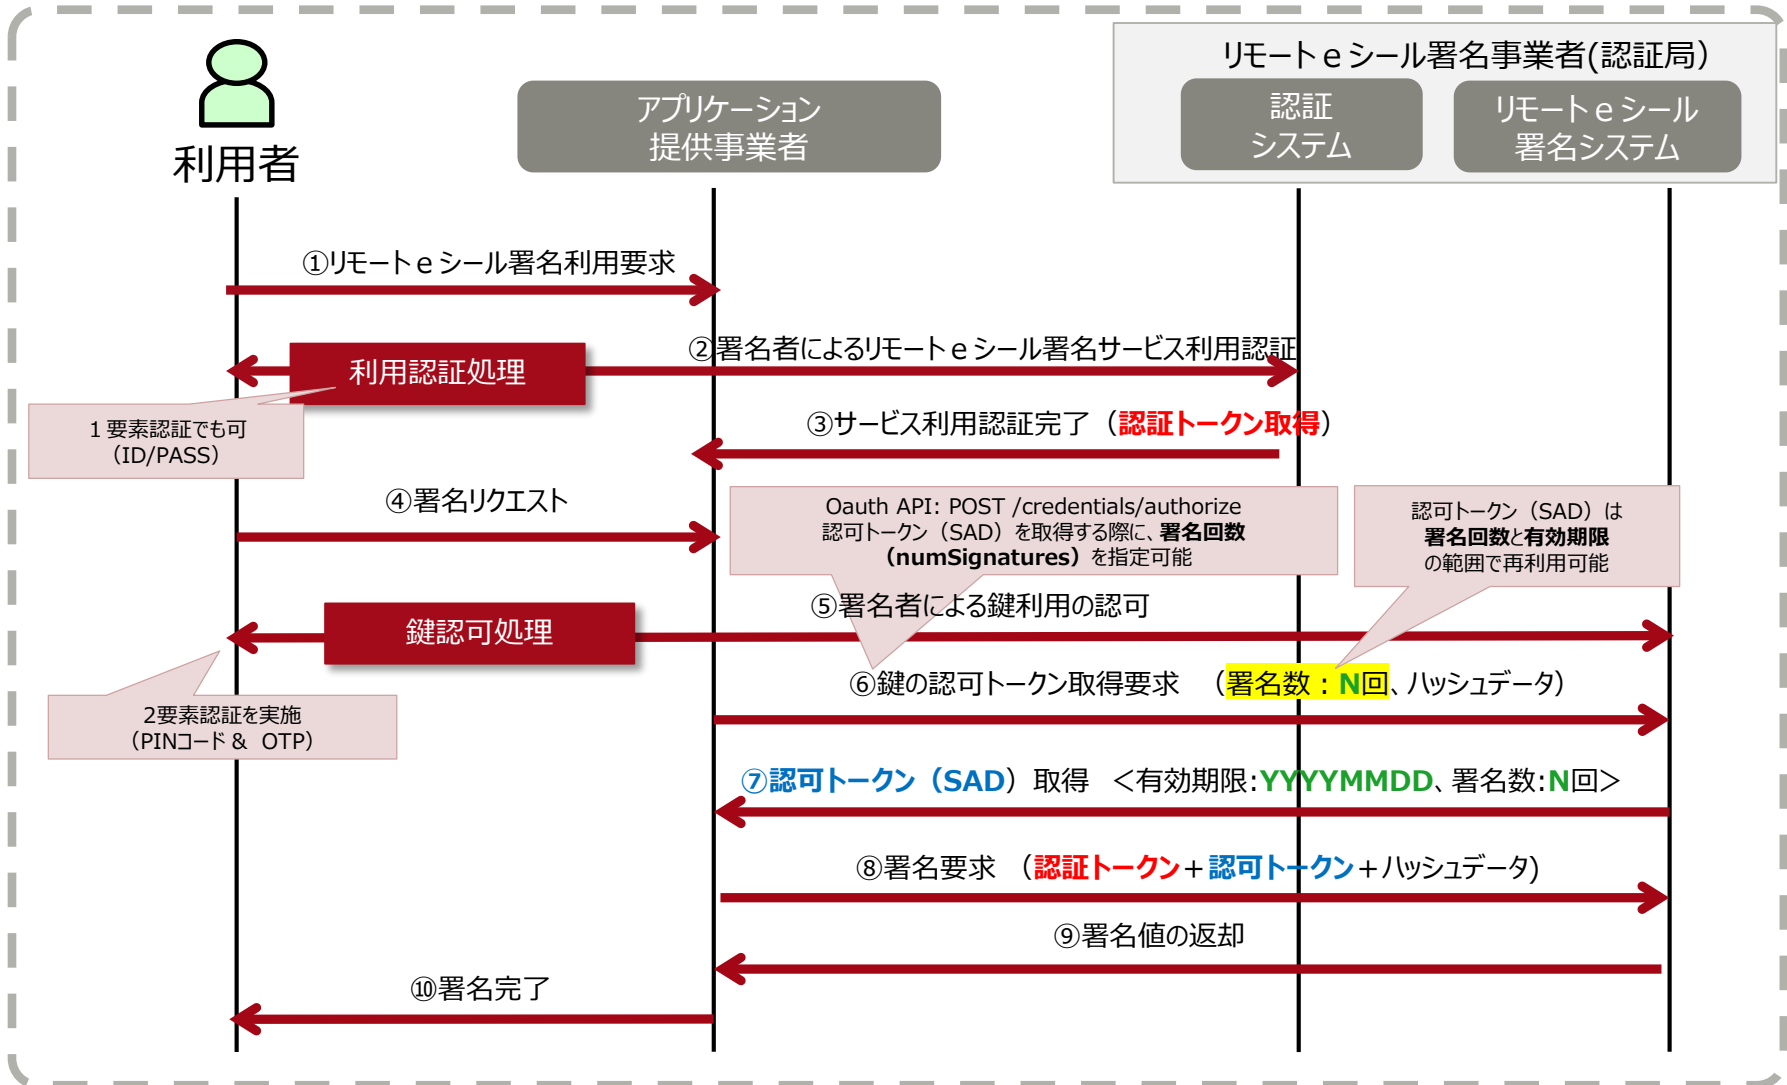 リモートｅシール署名事業者(認証局）
利用者
アプリケーション
提供事業者
認証
システム
リモートｅシール
署名システム
①リモートｅシール署名利用要求
②署名者によるリモートｅシール署名サービス利用認証
利用認証処理
１要素認証でも可
（ID/PASS）
③サービス利用認証完了（認証トークン取得）
④署名リクエスト
Oauth API: POST /credentials/authorize
認可トークン（SAD）を取得する際に、署名回数
（numSignatures）を指定可能
認可トークン（SAD）は
署名回数と有効期限
の範囲で再利用可能
⑤署名者による鍵利用の認可
鍵認可処理
⑥鍵の認可トークン取得要求　（署名数：N回、ハッシュデータ）
2要素認証を実施
（PINコード＆　OTP）
⑦認可トークン（SAD）取得　＜有効期限:YYYYMMDD、署名数:N回＞
⑧署名要求　（認証トークン＋認可トークン＋ハッシュデータ)
⑨署名値の返却
⑩署名完了